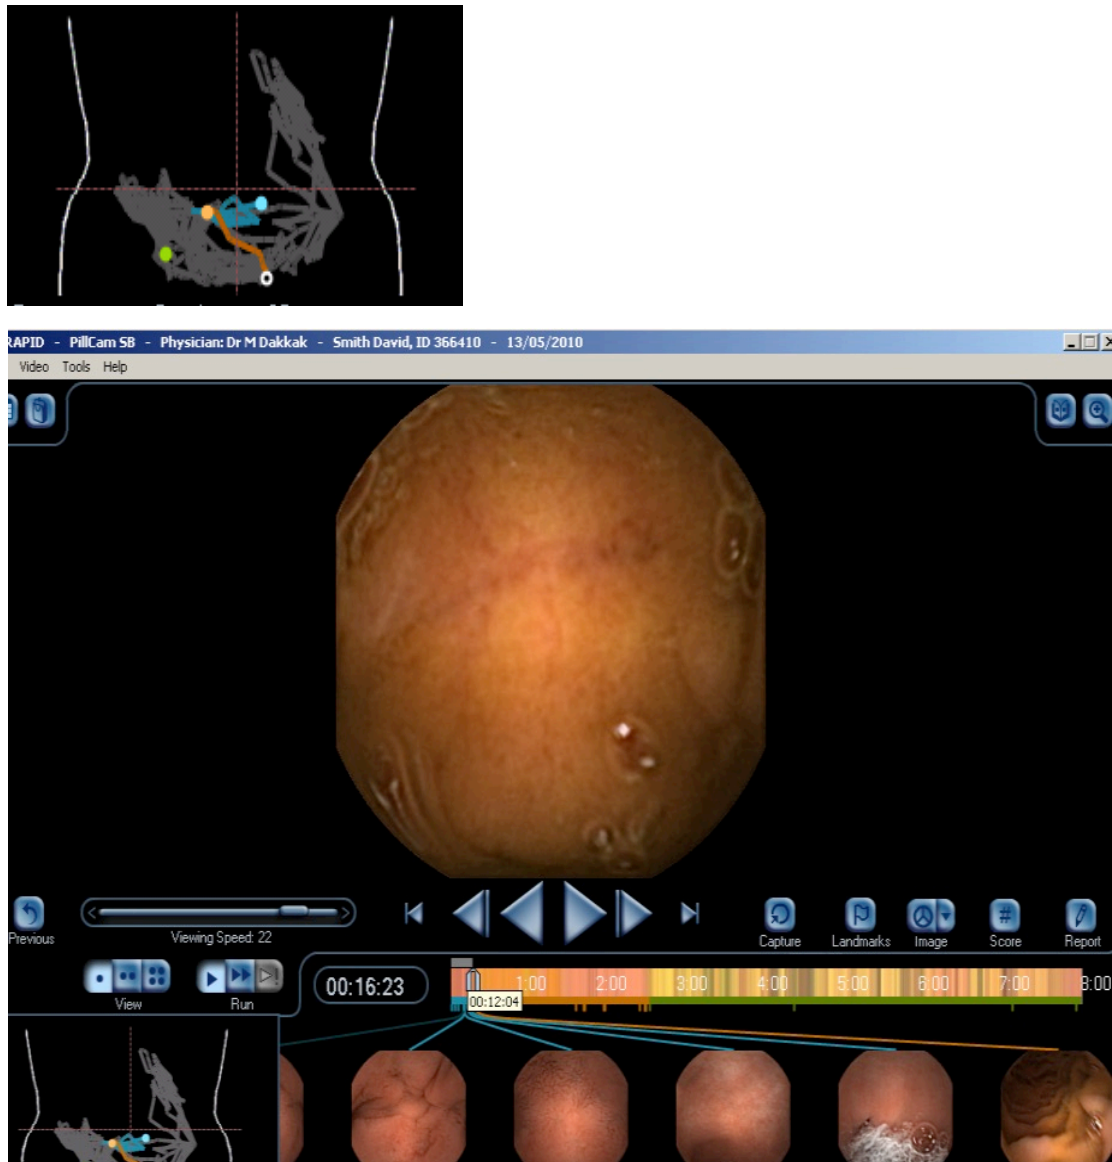 RAPID - PillCam SB - Physician: Dr M Dakkak - Smith David, ID 366410 - 13/05/2010
Video Tools Help
Previous
Viewing Speed: 22
Capture
Landmarks
Image
Score
Report
View
Run
00:16:23
1:00 2:00 3:00 4:00 5:00 6:00 7:00 8:00
00:12:04